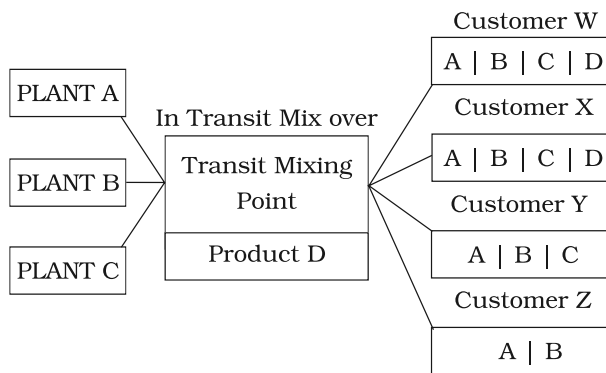 PLANT A
PLANT B
PLANT C
In Transit Mix over
Transit Mixing
Point
Product D
Customer W
A | B | C | D
Customer X
A | B | C | D
Customer Y
A | B | C
Customer Z
A | B